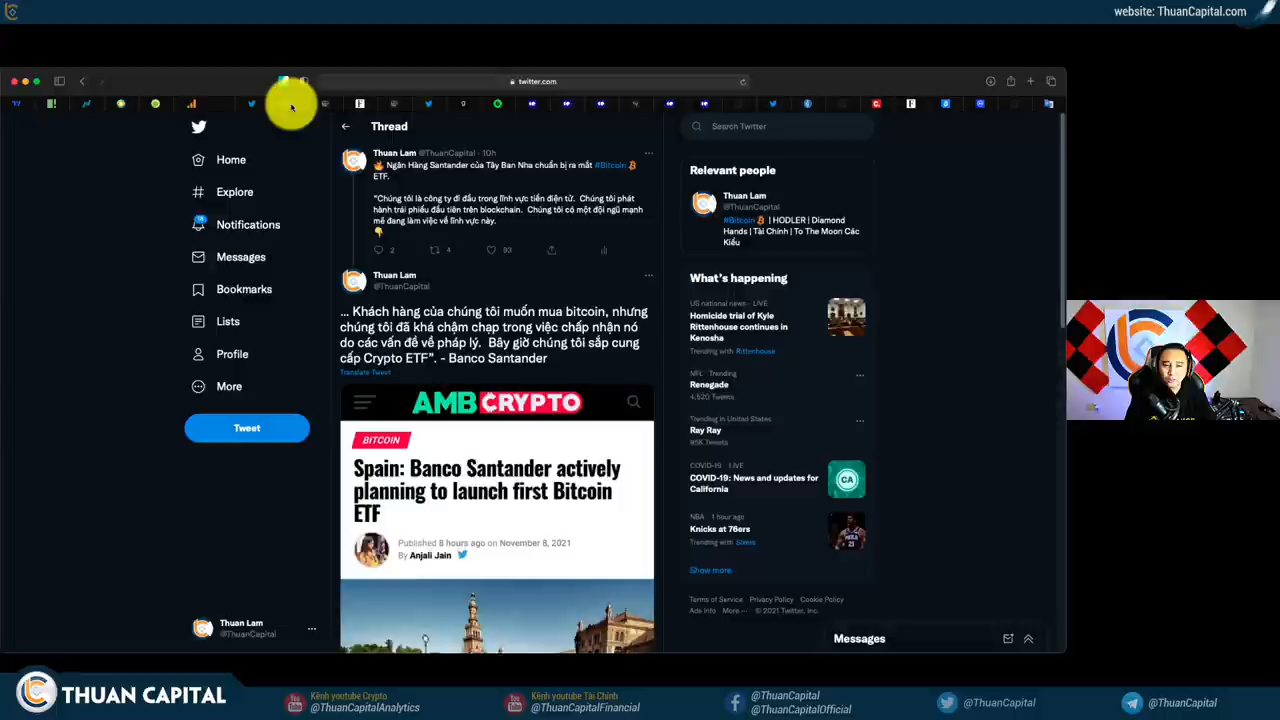 website: ThuanCapital.com
twitter.com
Home
Explore
Notifications
Messages
Bookmarks
Lists
Profile
More
Tweet
Thuan Lam
@ThuanCapital
Thread
Thuan Lam @ThuanCapital · 10h
🔥 Ngân Hàng Santander của Tây Ban Nha chuẩn bị ra mắt #Bitcoin
ETF.
“Chúng tôi là công ty đi đầu trong lĩnh vực tiền điện tử. Chúng tôi phát
hành trái phiếu đầu tiên trên blockchain. Chúng tôi có một đội ngũ mạnh
mẽ đang làm việc về lĩnh vực này.
👇
2 4 93
Thuan Lam
@ThuanCapital
... Khách hàng của chúng tôi muốn mua bitcoin, nhưng
chúng tôi đã khá chậm chạp trong việc chấp nhận nó
do các vấn đề về pháp lý. Bây giờ chúng tôi sắp cung
cấp Crypto ETF”. - Banco Santander
Translate Tweet
AMBCRYPTO
BITCOIN
Spain: Banco Santander actively
planning to launch first Bitcoin
ETF
Published 8 hours ago on November 8, 2021
By Anjali Jain
Search Twitter
Relevant people
Thuan Lam
@ThuanCapital
#Bitcoin | HODLER | Diamond
Hands | Tài Chính | To The Moon Các
Kiểu
What's happening
US national news · LIVE
Homicide trial of Kyle
Rittenhouse continues in
Kenosha
Trending with Rittenhouse
NFL · Trending
Renegade
4,520 Tweets
Trending in United States
Ray Ray
Tweets
COVID-19 · LIVE
COVID-19: News and updates for
California
CA
NBA · 1 hour ago
Knicks at 76ers
Trending with Sixers
Show more
Terms of Service Privacy Policy Cookie Policy
Ads info More ··· © 2021 Twitter, Inc.
Messages
THUAN CAPITAL
Kênh youtube Crypto
@ThuanCapitalAnalytics
Kênh youtube Tài Chính
@ThuanCapitalFinancial
@ThuanCapital
@ThuanCapitalOfficial
@ThuanCapital
@ThuanCapital